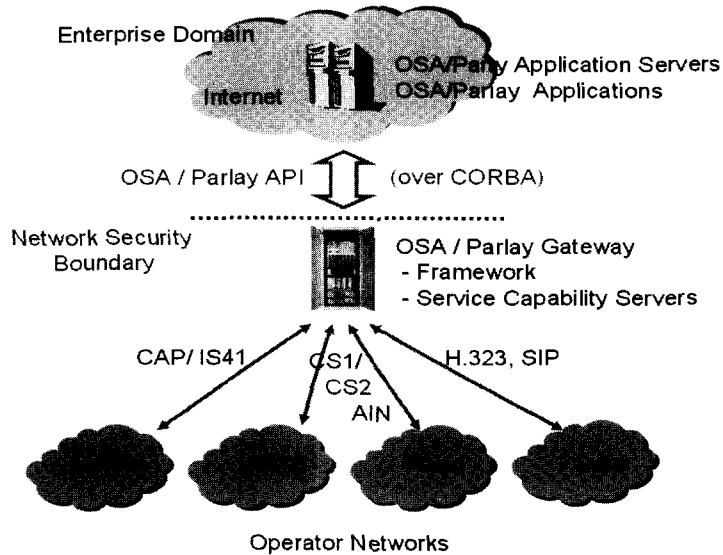 Enterprise Domain
OSA/Party Application Servers
Internet
OSA/Parlay Applications
OSA / Parlay API
(over CORBA)
Network Security
Boundary
OSA / Parlay Gateway
- Framework
- Service Capability Servers
CAP/ IS41
CS1/
CS2
AIN
H.323, SIP
Operator Networks